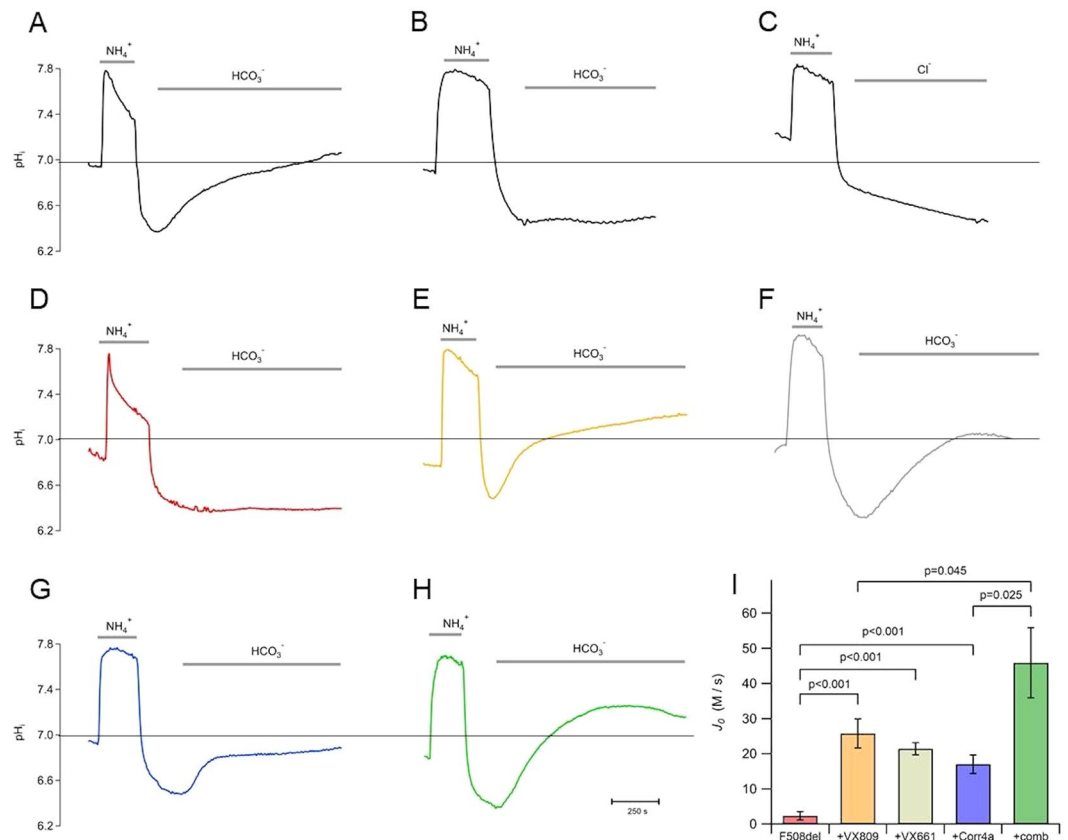 A
B
C
NH₄⁺
HCO₃⁻
NH₄⁺
HCO₃⁻
NH₄⁺
Cl⁻
7.8
7.4
7.0
6.6
6.2
pHᵢ
D
E
F
NH₄⁺
HCO₃⁻
NH₄⁺
HCO₃⁻
NH₄⁺
HCO₃⁻
7.8
7.4
7.0
6.6
6.2
pHᵢ
G
H
NH₄⁺
HCO₃⁻
NH₄⁺
HCO₃⁻
7.8
7.4
7.0
6.6
6.2
pHᵢ
250 s
I
p=0.045
p=0.025
p<0.001
p<0.001
p<0.001
60
50
40
30
20
10
0
J₀ (M / s)
F508del +VX809 +VX661 +Corr4a +comb